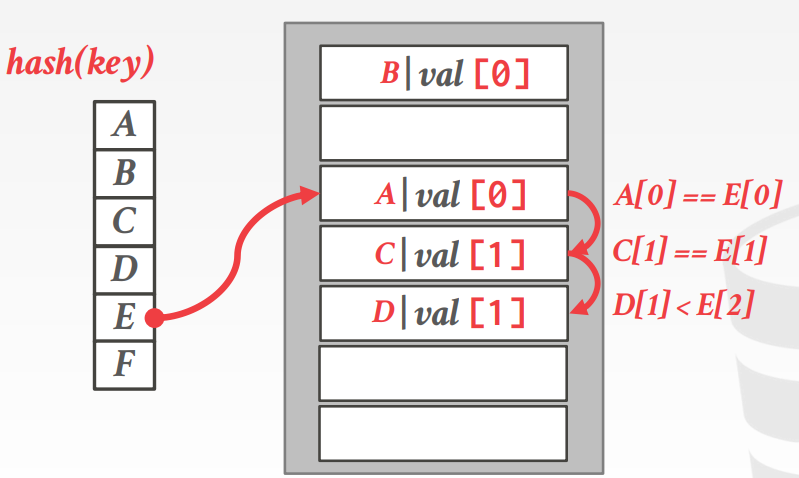 hash(key)
A
B
C
D
E
F
B|val [0]
A|val [0]
C|val [1]
D|val [1]
A[0] == E[0]
C[1] == E[1]
D[1] < E[2]